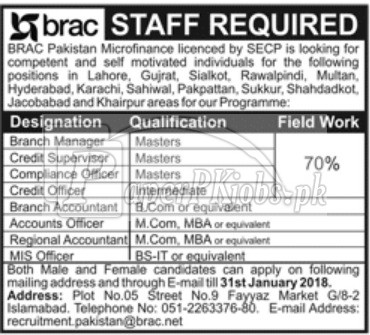 brac STAFF REQUIRED
BRAC Pakistan Microfinance licenced by SECP is looking for
competent and self motivated individuals for the following
positions in Lahore, Gujrat, Sialkot, Rawalpindi, Multan,
Hyderabad, Karachi, Sahiwal, Pakpattan, Sukkur, Shahdadkot,
Jacobabad and Khairpur areas for our Programme:
Designation Qualification Field Work
Branch Manager Masters
Credit Supervisor Masters
Compliance Officer Masters 70%
Credit Officer Intermediate
Branch Accountant B.Com or equivalent
Accounts Officer M.Com, MBA or equivalent
Regional Accountant M.Com, MBA or equivalent
MIS Officer BS-IT or equivalent
Both Male and Female candidates can apply on following
mailing address and through E-mail till 31st January 2018.
Address: Plot No.05 Street No.9 Fayyaz Market G/8-2
Islamabad. Telephone No: 051-2263376-80. E-mail Address:
recruitment.pakistan@brac.net
PaperPKjobs.pk